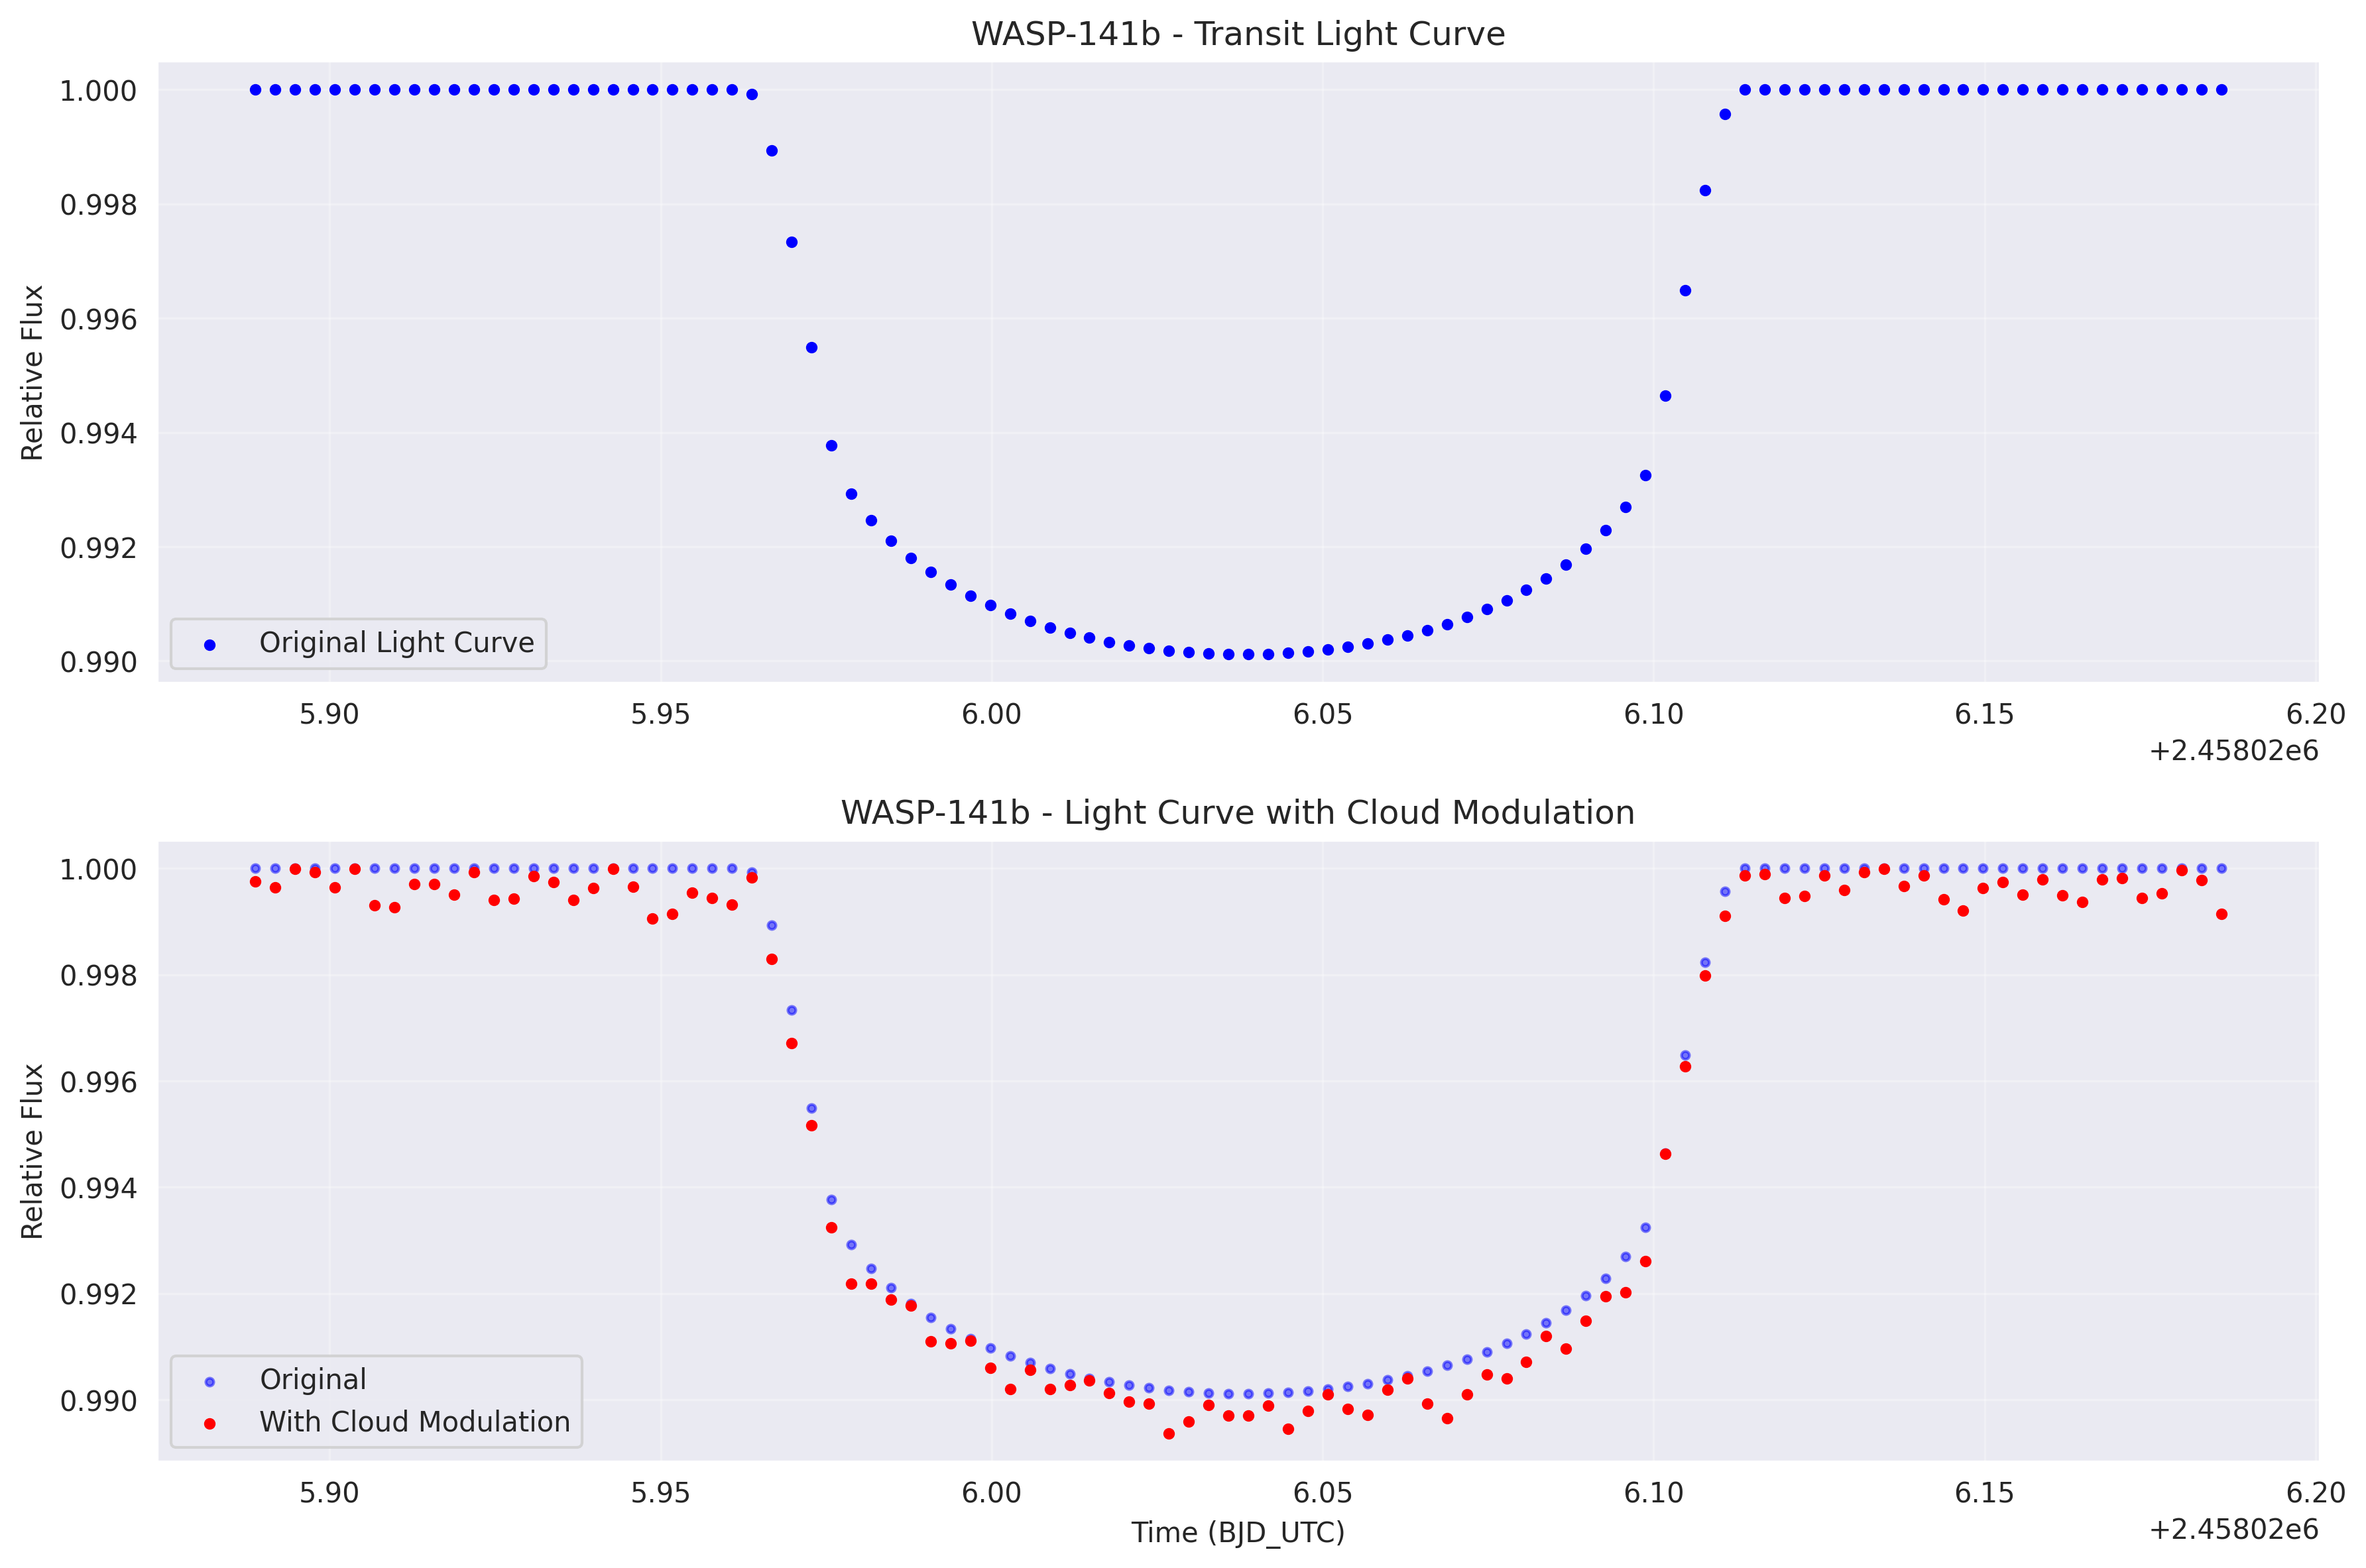 WASP-141b - Transit Light Curve
Relative Flux
1.000
0.998
0.996
0.994
0.992
0.990
Original Light Curve
5.90 5.95 6.00 6.05 6.10 6.15 6.20
+2.45802e6
WASP-141b - Light Curve with Cloud Modulation
Relative Flux
1.000
0.998
0.996
0.994
0.992
0.990
Original
With Cloud Modulation
5.90 5.95 6.00 6.05 6.10 6.15 6.20
Time (BJD_UTC)
+2.45802e6